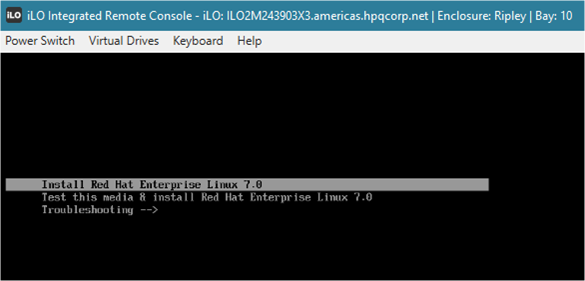 iLO iLO Integrated Remote Console - iLO: ILO2M243903X3.americas.hpqcorp.net | Enclosure: Ripley | Bay: 10
Power Switch Virtual Drives Keyboard Help
Install Red Hat Enterprise Linux 7.0
Test this media & install Red Hat Enterprise Linux 7.0
Troubleshooting -->